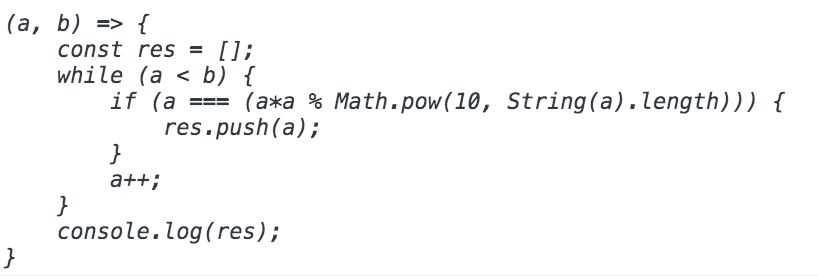 (a, b) => {
    const res = [];
    while (a < b) {
        if (a === (a*a % Math.pow(10, String(a).length))) {
            res.push(a);
        }
        a++;
    }
    console.log(res);
}